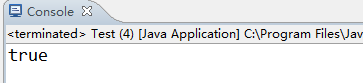 Console
<terminated> Test (4) [Java Application] C:\Program Files\Jav
true